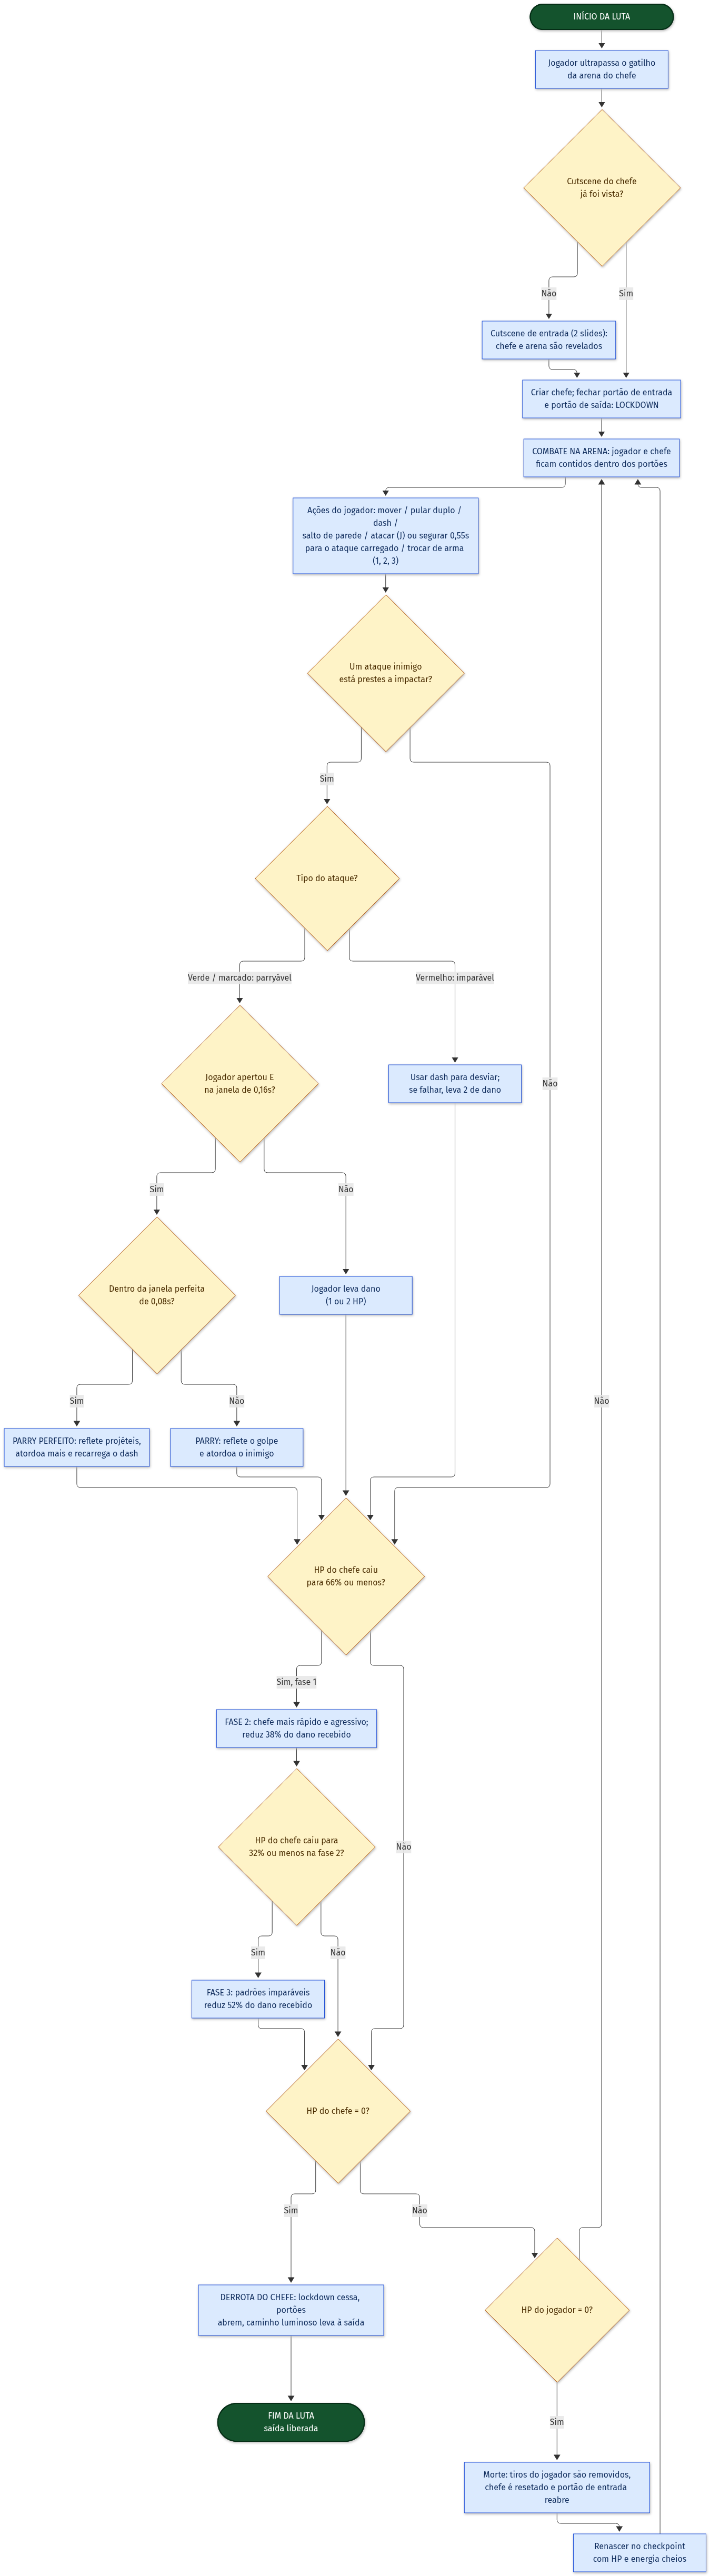 INÍCIO DA LUTA
Jogador ultrapassa o gatilho
da arena do chefe
Cutscene do chefe
já foi vista?
Não
Sim
Cutscene de entrada (2 slides):
chefe e arena são revelados
Criar chefe; fechar portão de entrada
e portão de saída: LOCKDOWN
COMBATE NA ARENA: jogador e chefe
ficam contidos dentro dos portões
Ações do jogador: mover / pular duplo /
dash /
salto de parede / atacar (J) ou segurar 0,55s
para o ataque carregado / trocar de arma
(1, 2, 3)
Um ataque inimigo
está prestes a impactar?
Sim
Tipo do ataque?
Verde / marcado: parryável
Vermelho: imparável
Jogador apertou E
na janela de 0,16s?
Usar dash para desviar;
se falhar, leva 2 de dano
Não
Sim
Não
Dentro da janela perfeita
de 0,08s?
Jogador leva dano
(1 ou 2 HP)
Sim
Não
Não
PARRY PERFEITO: reflete projéteis,
atordoa mais e recarrega o dash
PARRY: reflete o golpe
e atordoa o inimigo
HP do chefe caiu
para 66% ou menos?
Sim, fase 1
FASE 2: chefe mais rápido e agressivo;
reduz 38% do dano recebido
HP do chefe caiu para
32% ou menos na fase 2?
Não
Sim
Não
FASE 3: padrões imparáveis
reduz 52% do dano recebido
HP do chefe = 0?
Sim
Não
DERROTA DO CHEFE: lockdown cessa,
portões
abrem, caminho luminoso leva à saída
HP do jogador = 0?
FIM DA LUTA
saída liberada
Sim
Morte: tiros do jogador são removidos,
chefe é resetado e portão de entrada
reabre
Renascer no checkpoint
com HP e energia cheios